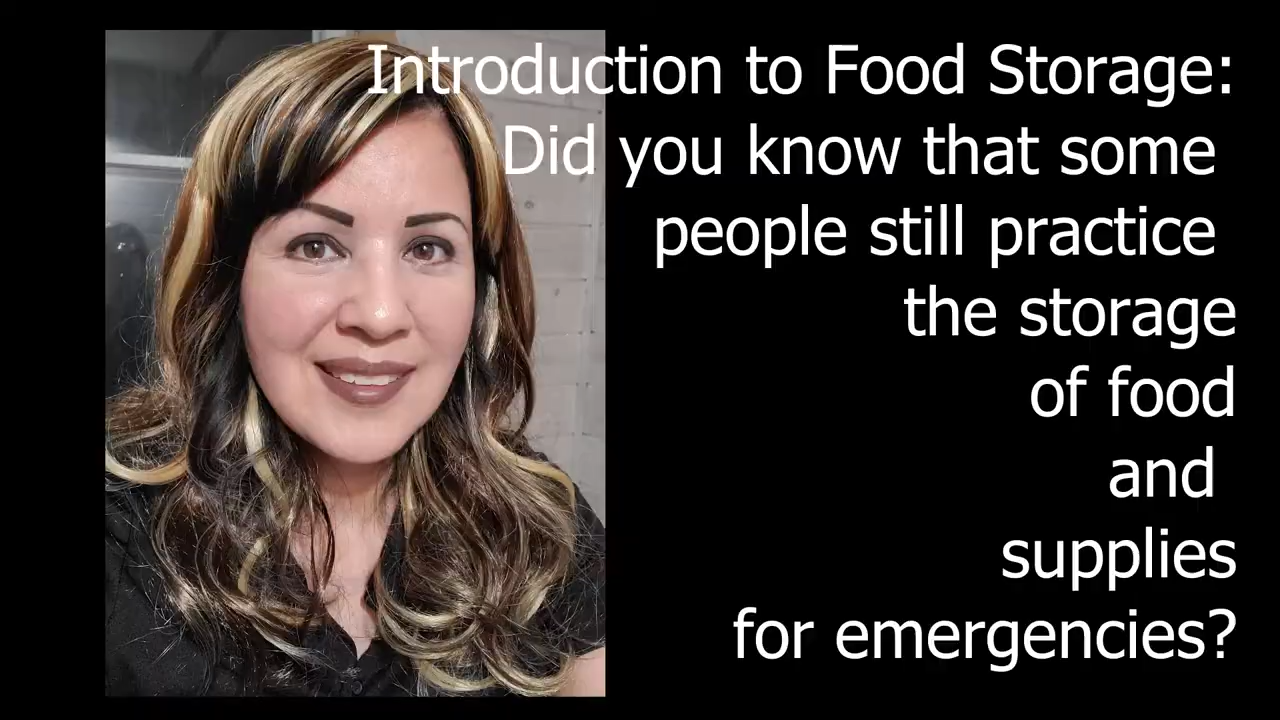 Introduction to Food Storage:
Did you know that some
people still practice
the storage
of food
and
supplies
for emergencies?